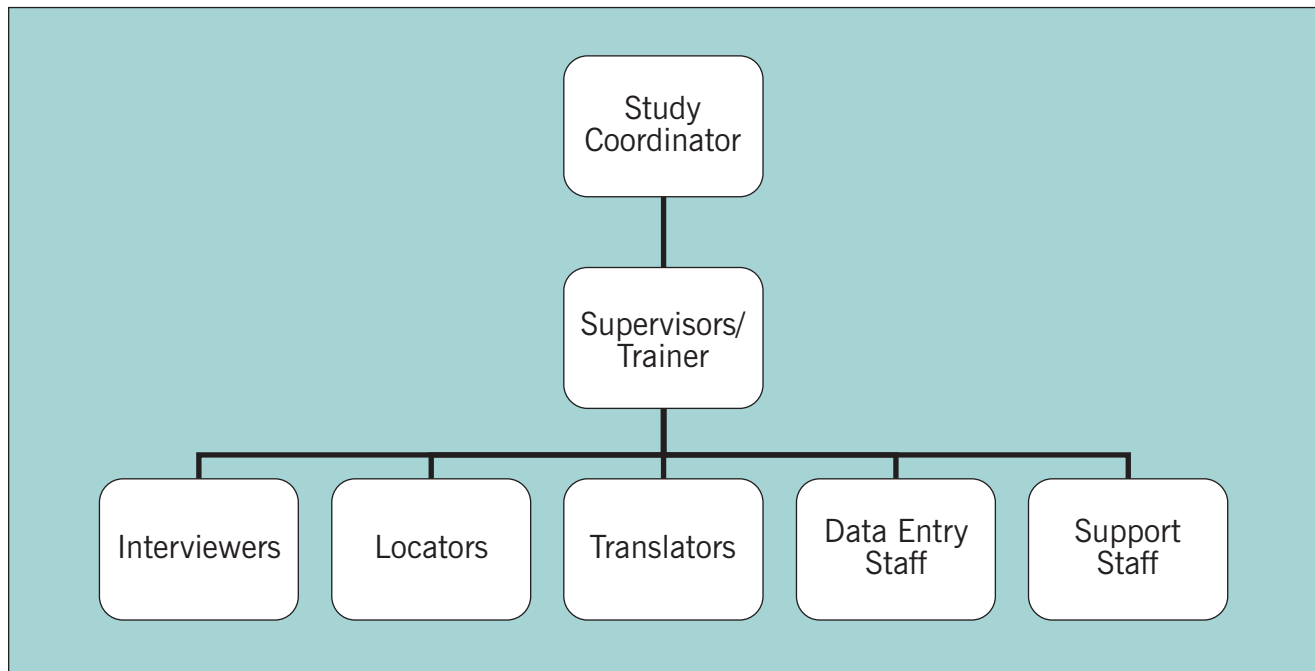 Study
Coordinator
Supervisors/
Trainer
Interviewers
Locators
Translators
Data Entry
Staff
Support
Staff